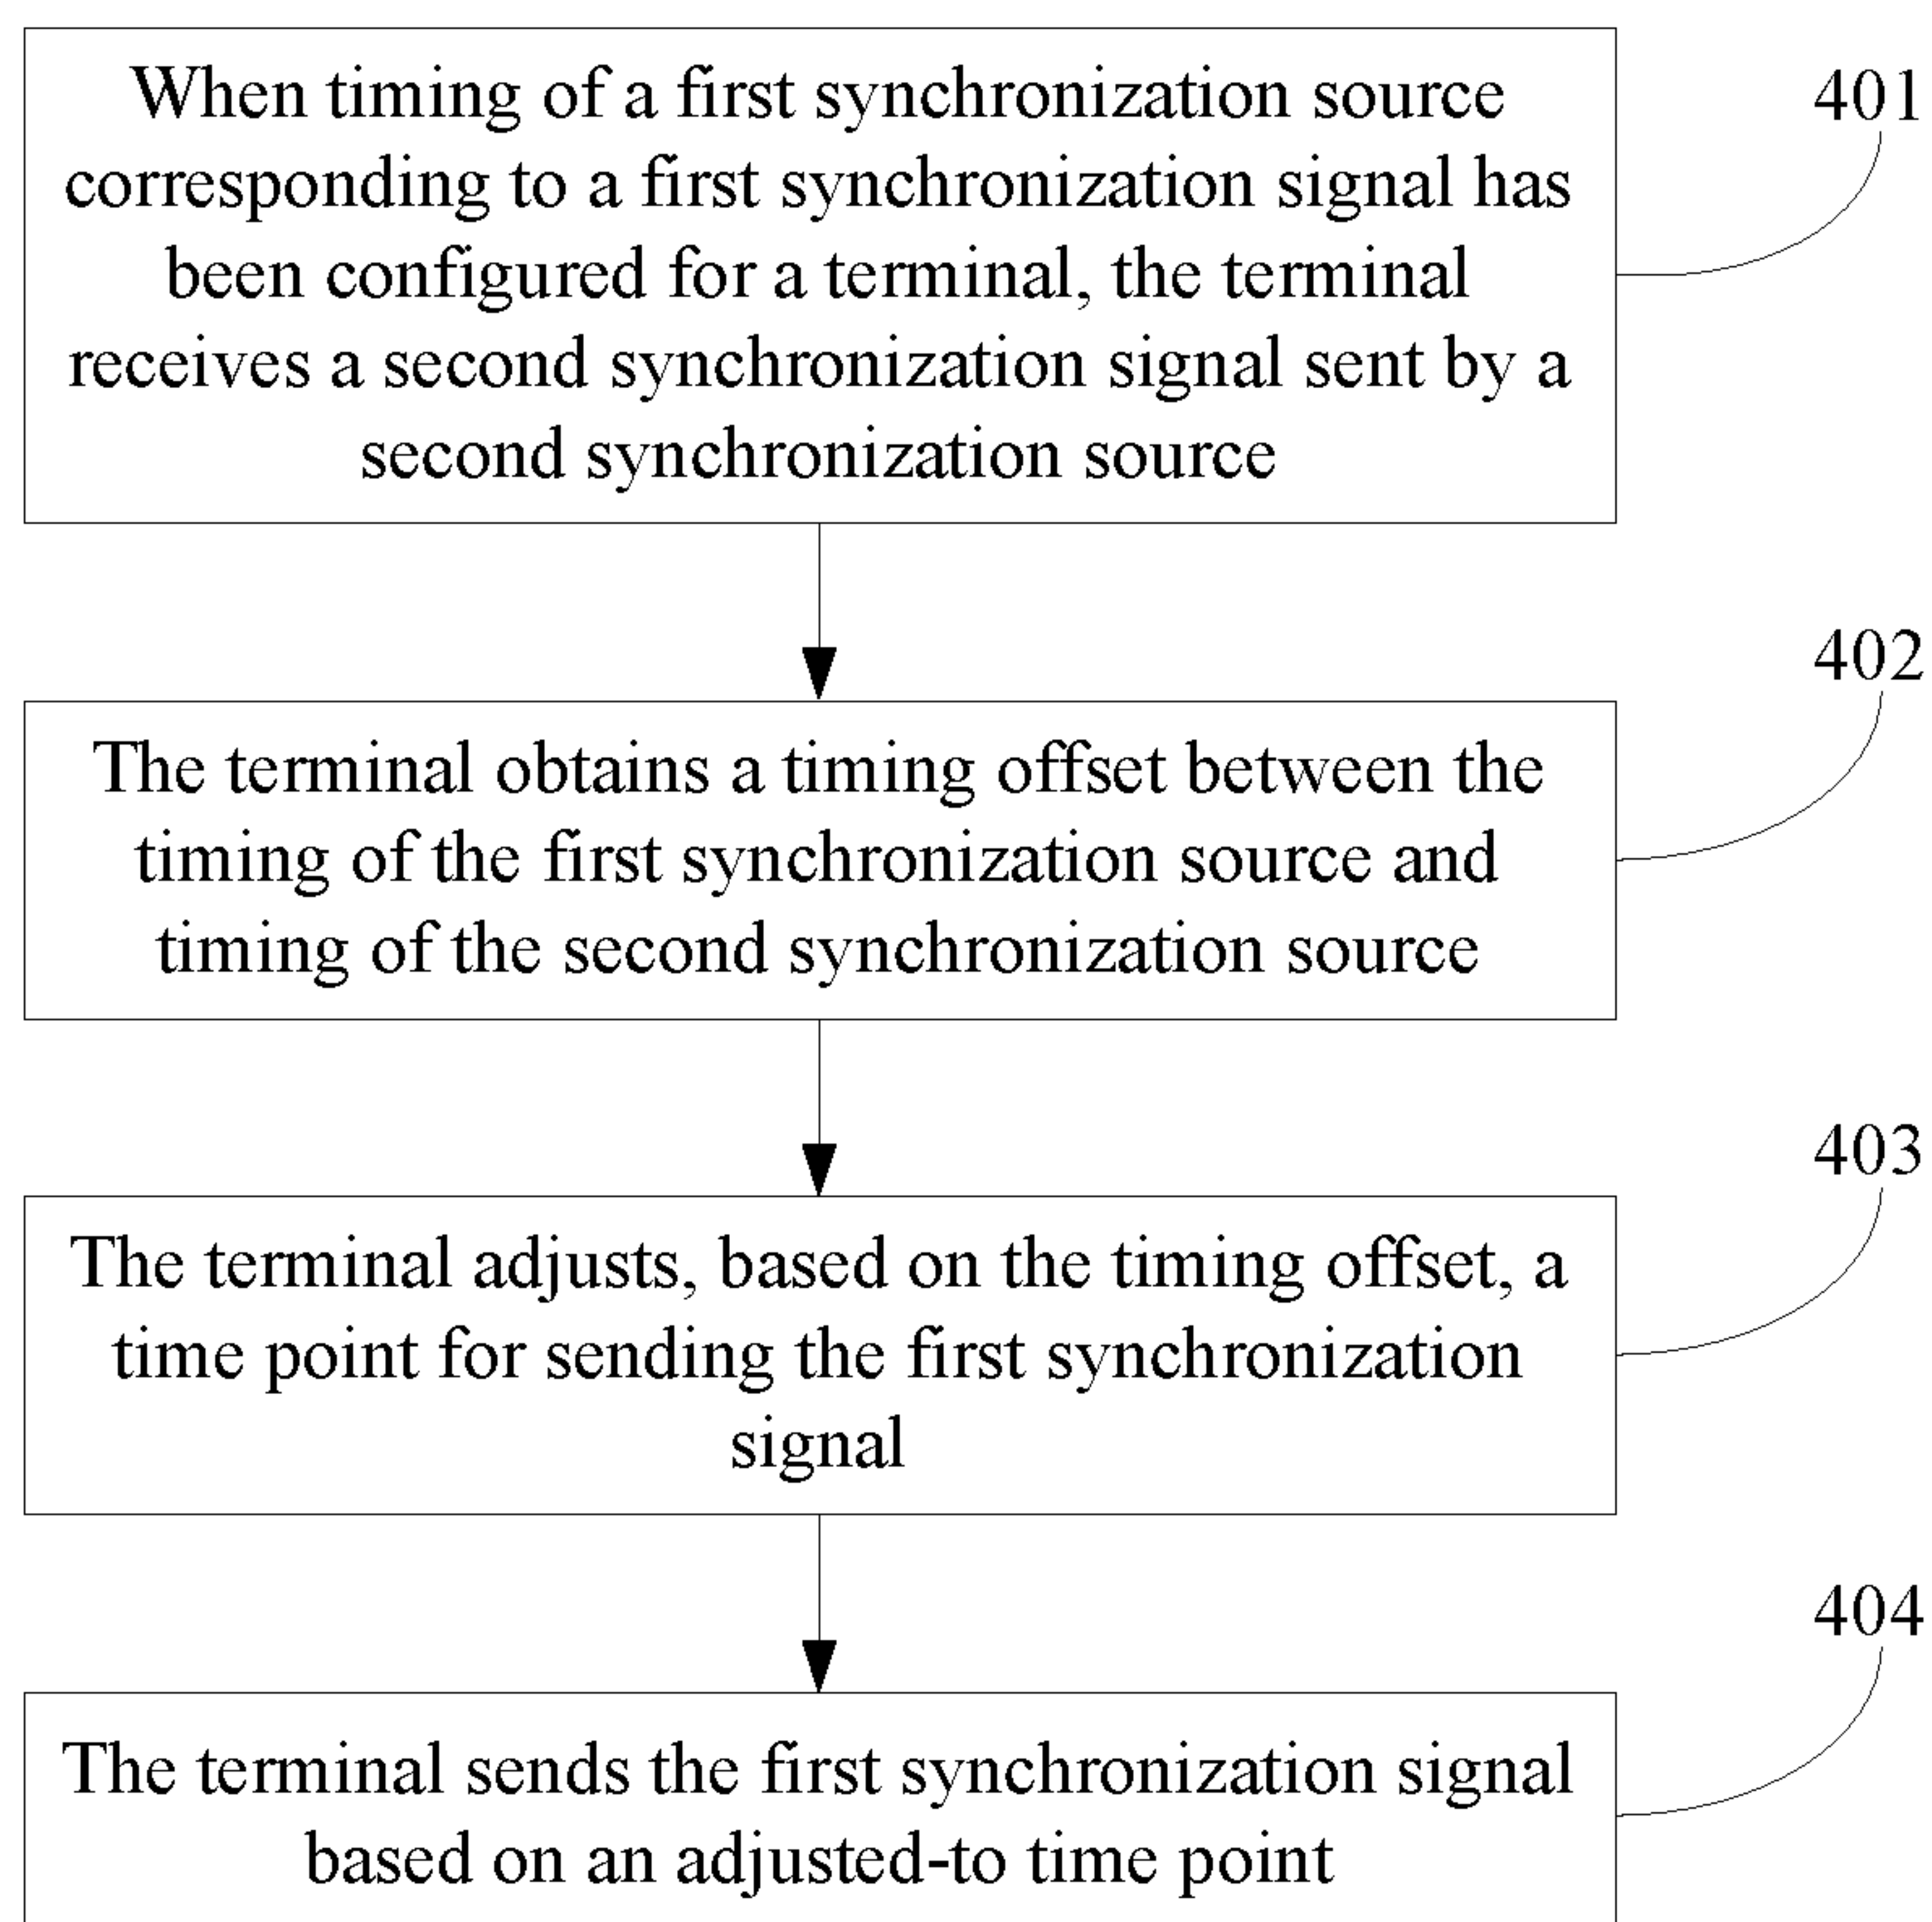 When timing of a first synchronization source
corresponding to a first synchronization signal has
been configured for a terminal, the terminal
receives a second synchronization signal sent by a
second synchronization source
401
The terminal obtains a timing offset between the
timing of the first synchronization source and
timing of the second synchronization source
402
The terminal adjusts, based on the timing offset, a
time point for sending the first synchronization
signal
403
The terminal sends the first synchronization signal
based on an adjusted-to time point
404